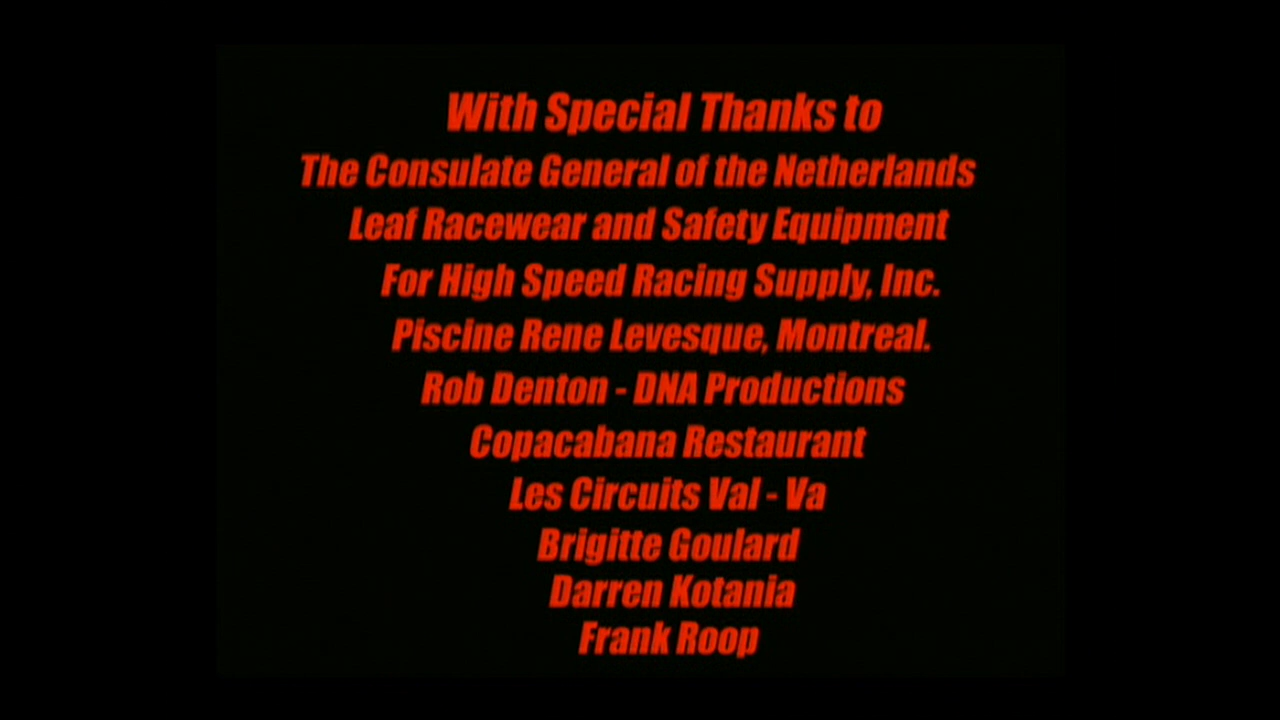 With Special Thanks to
The Consulate General of the Netherlands
Leaf Racewear and Safety Equipment
For High Speed Racing Supply, Inc.
Piscine Rene Levesque, Montreal.
Rob Denton - DNA Productions
Copacabana Restaurant
Les Circuits Val - Va
Brigitte Goulard
Darren Kotania
Frank Roop